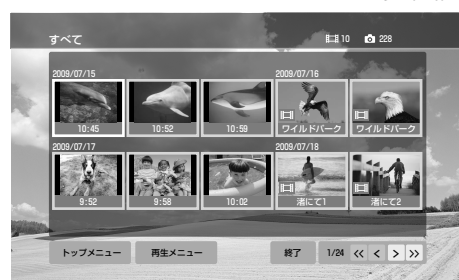 すべて 10 228
2009/07/15 2009/07/16
10:45 10:52 10:59 ワイルドパーク ワイルドパーク
2009/07/17 2009/07/18
9:52 9:58 10:02 渚にて1 渚にて2
トップメニュー 再生メニュー 終了 1/24 << < > >>